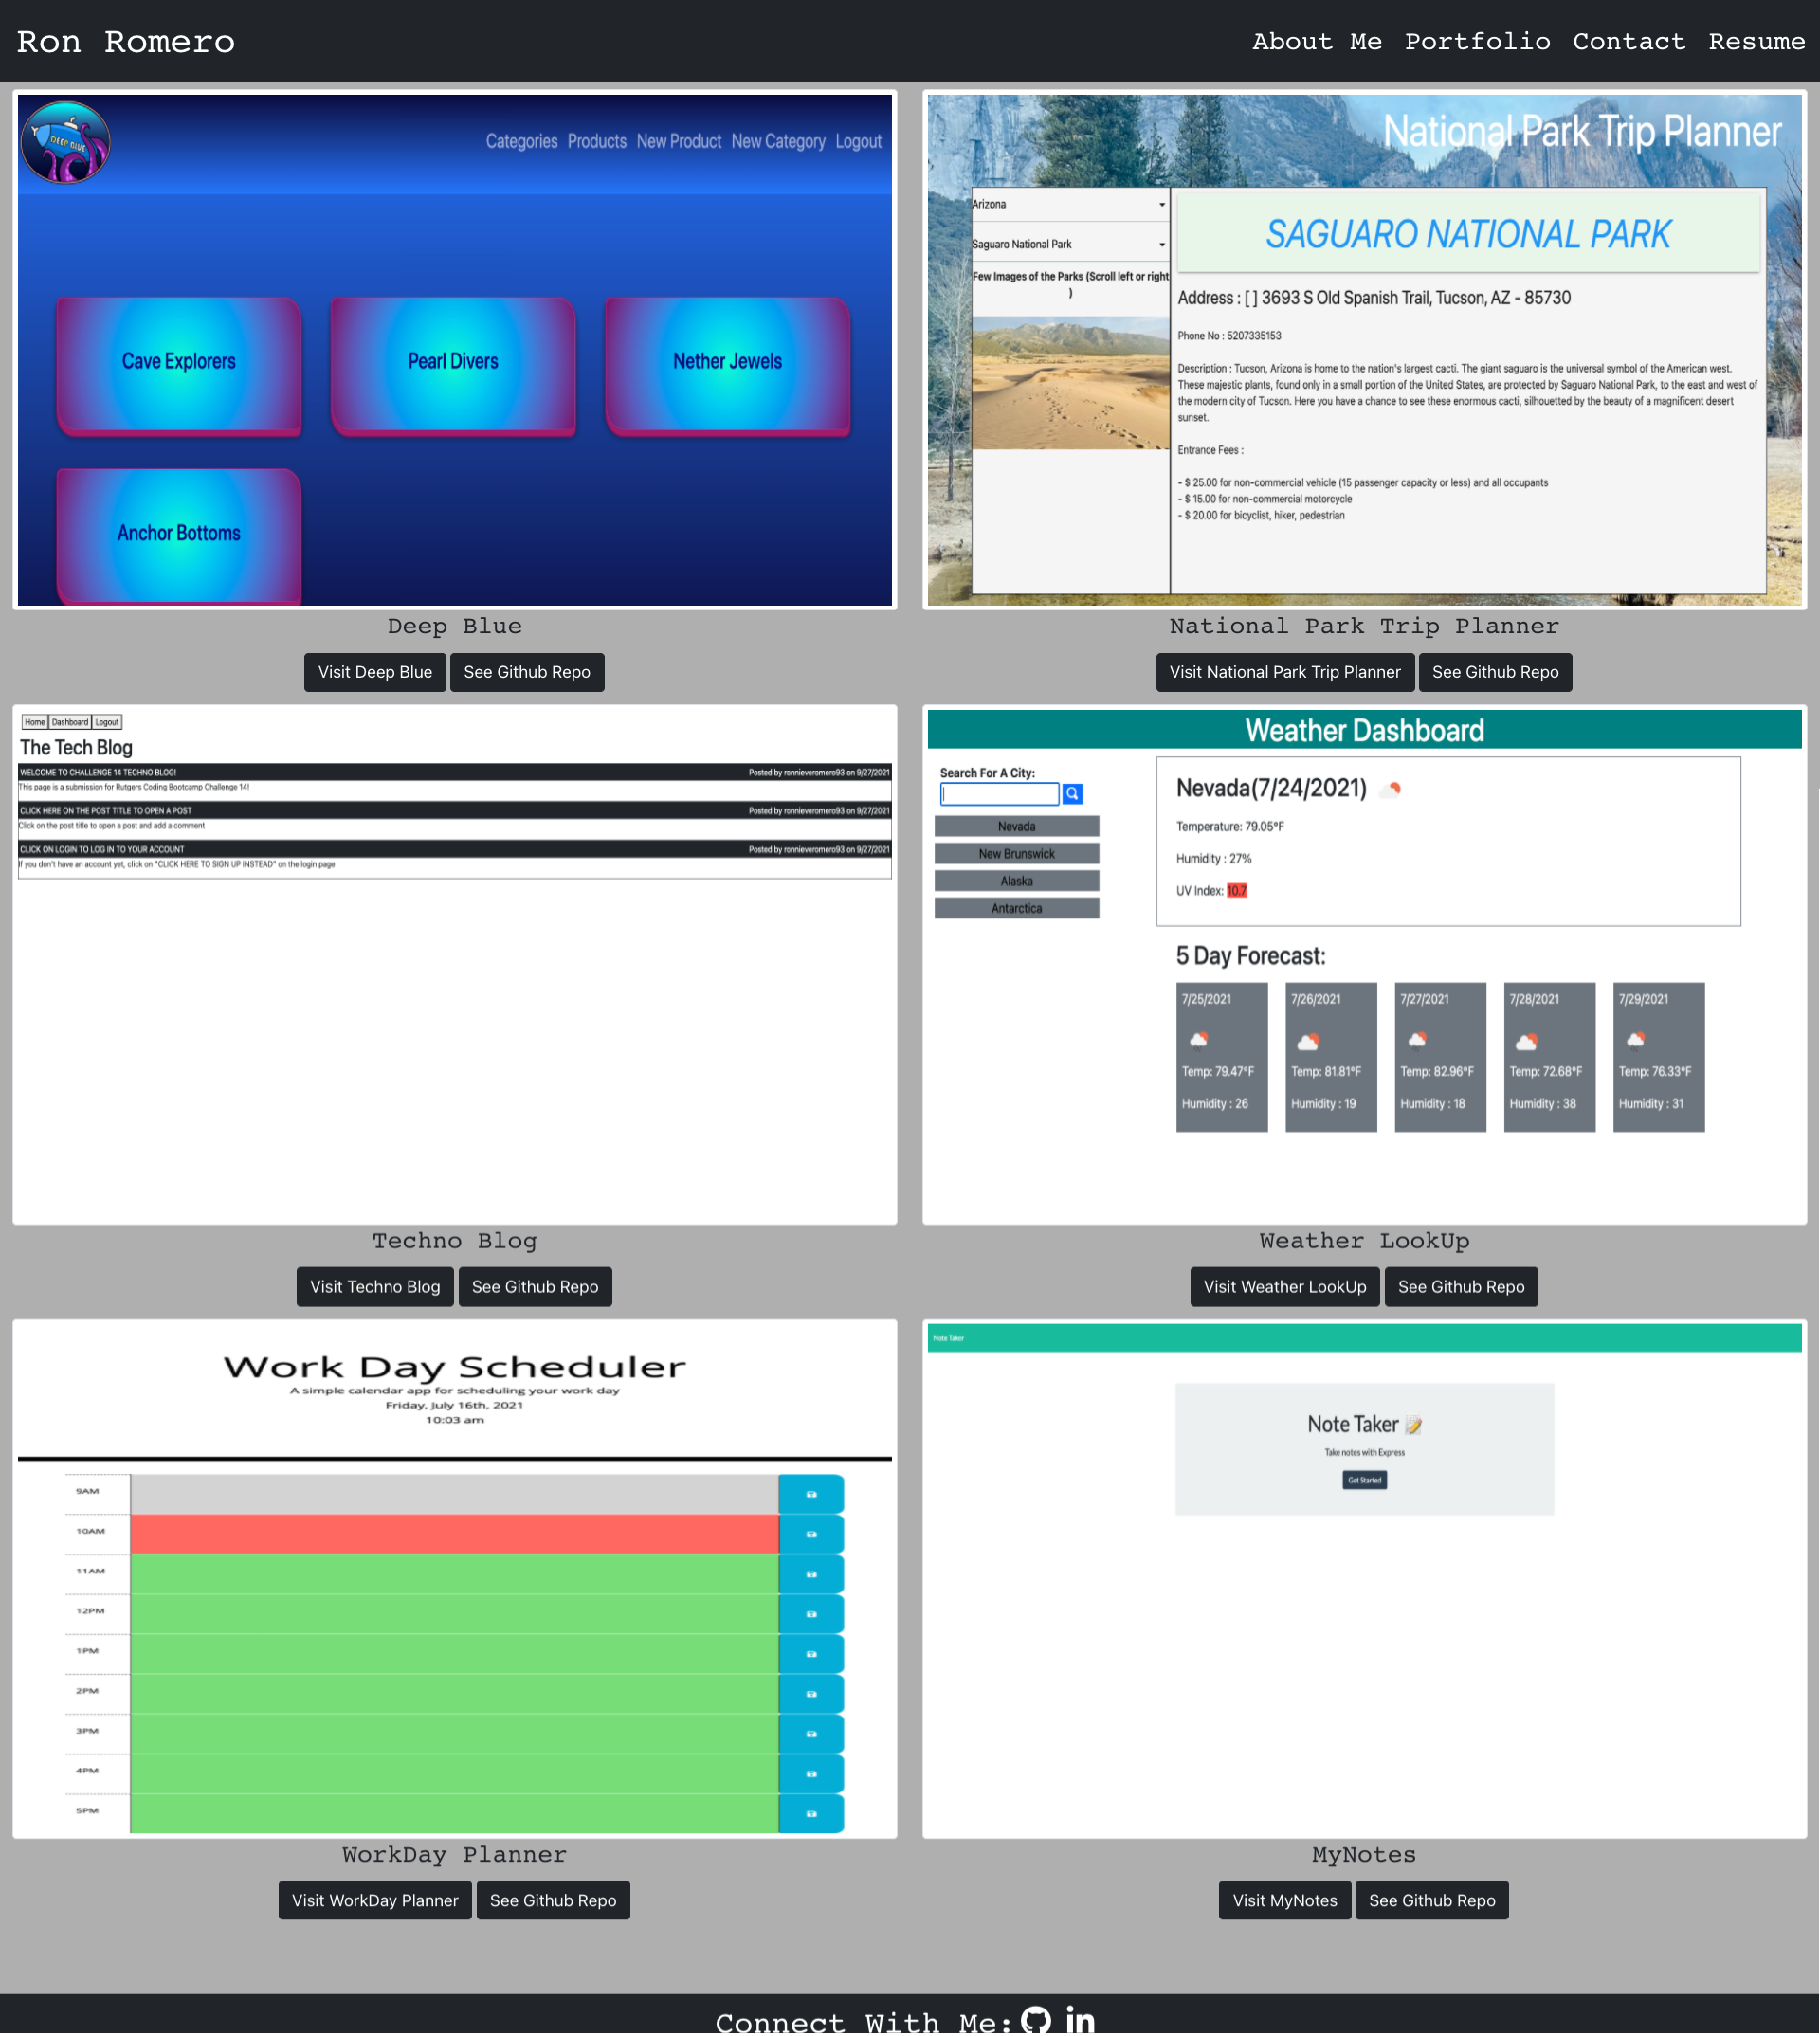 Ron Romero
About Me Portfolio Contact Resume
DEEP BLUE
Categories Products New Product New Category Logout
Cave Explorers
Pearl Divers
Nether Jewels
Anchor Bottoms
Deep Blue
Visit Deep Blue
See Github Repo
National Park Trip Planner
Arizona
Saguaro National Park
Few Images of the Parks (Scroll left or right
)
SAGUARO NATIONAL PARK
Address : [ ] 3693 S Old Spanish Trail, Tucson, AZ - 85730
Phone No : 5207335153
Description : Tucson, Arizona is home to the nation's largest cacti. The giant saguaro is the universal symbol of the American west.
These majestic plants, found only in a small portion of the United States, are protected by Saguaro National Park, to the east and west of
the modern city of Tucson. Here you have a chance to see these enormous cacti, silhouetted by the beauty of a magnificent desert
sunset.
Entrance Fees :
- $ 25.00 for non-commercial vehicle (15 passenger capacity or less) and all occupants
- $ 15.00 for non-commercial motorcycle
- $ 20.00 for bicyclist, hiker, pedestrian
National Park Trip Planner
Visit National Park Trip Planner
See Github Repo
Home Dashboard Logout
The Tech Blog
WELCOME TO CHALLENGE 14 TECHNO BLOG! Posted by ronnieveromero93 on 9/27/2021
This page is a submission for Rutgers Coding Bootcamp Challenge 14!
CLICK HERE ON THE POST TITLE TO OPEN A POST Posted by ronnieveromero93 on 9/27/2021
Click on the post title to open a post and add a comment
CLICK ON LOGIN TO LOG IN TO YOUR ACCOUNT Posted by ronnieveromero93 on 9/27/2021
If you don't have an account yet, click on "CLICK HERE TO SIGN UP INSTEAD" on the login page
Techno Blog
Visit Techno Blog
See Github Repo
Weather Dashboard
Search For A City:
Nevada
New Brunswick
Alaska
Antarctica
Nevada(7/24/2021)
Temperature: 79.05°F
Humidity : 27%
UV Index: 10.7
5 Day Forecast:
7/25/2021 7/26/2021 7/27/2021 7/28/2021 7/29/2021
Temp: 79.47°F Temp: 81.81°F Temp: 82.96°F Temp: 72.68°F Temp: 76.33°F
Humidity : 26 Humidity : 19 Humidity : 18 Humidity : 38 Humidity : 31
Weather LookUp
Visit Weather LookUp
See Github Repo
Work Day Scheduler
A simple calendar app for scheduling your work day
Friday, July 16th, 2021
10:03 am
9AM
10AM
11AM
12PM
1PM
2PM
3PM
4PM
5PM
WorkDay Planner
Visit WorkDay Planner
See Github Repo
Note Taker
Note Taker
Take notes with Express
Get Started
MyNotes
Visit MyNotes
See Github Repo
Connect With Me: